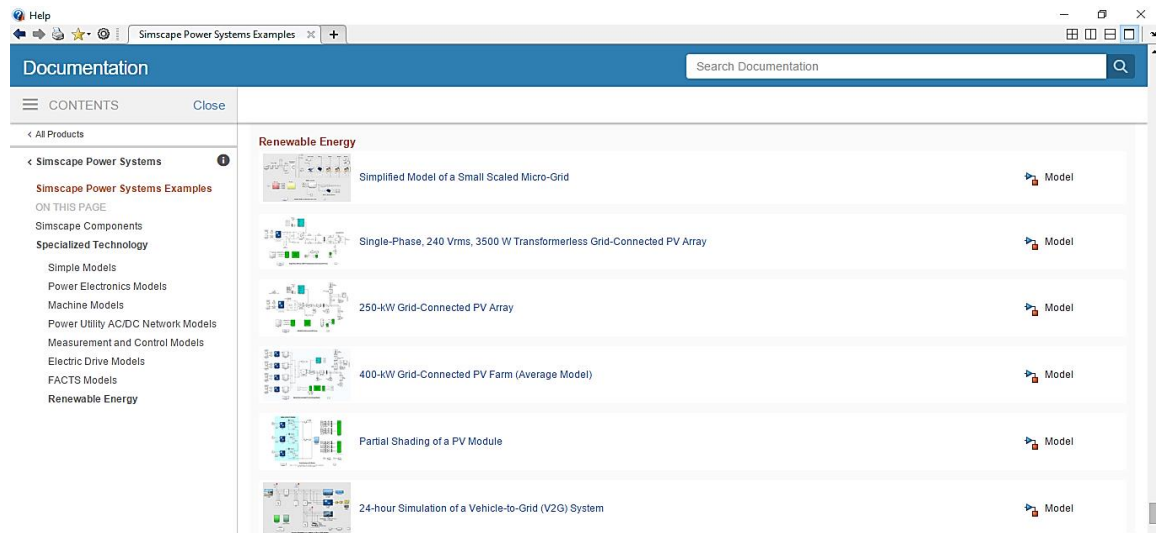 Help
Simscape Power Systems Examples
Documentation
Search Documentation
CONTENTS
Close
All Products
Simscape Power Systems
Simscape Power Systems Examples
ON THIS PAGE
Simscape Components
Specialized Technology
Simple Models
Power Electronics Models
Machine Models
Power Utility AC/DC Network Models
Measurement and Control Models
Electric Drive Models
FACTS Models
Renewable Energy
Renewable Energy
Simplified Model of a Small Scaled Micro-Grid
Model
Single-Phase, 240 Vrms, 3500 W Transformerless Grid-Connected PV Array
Model
250-kW Grid-Connected PV Array
Model
400-kW Grid-Connected PV Farm (Average Model)
Model
Partial Shading of a PV Module
Model
24-hour Simulation of a Vehicle-to-Grid (V2G) System
Model